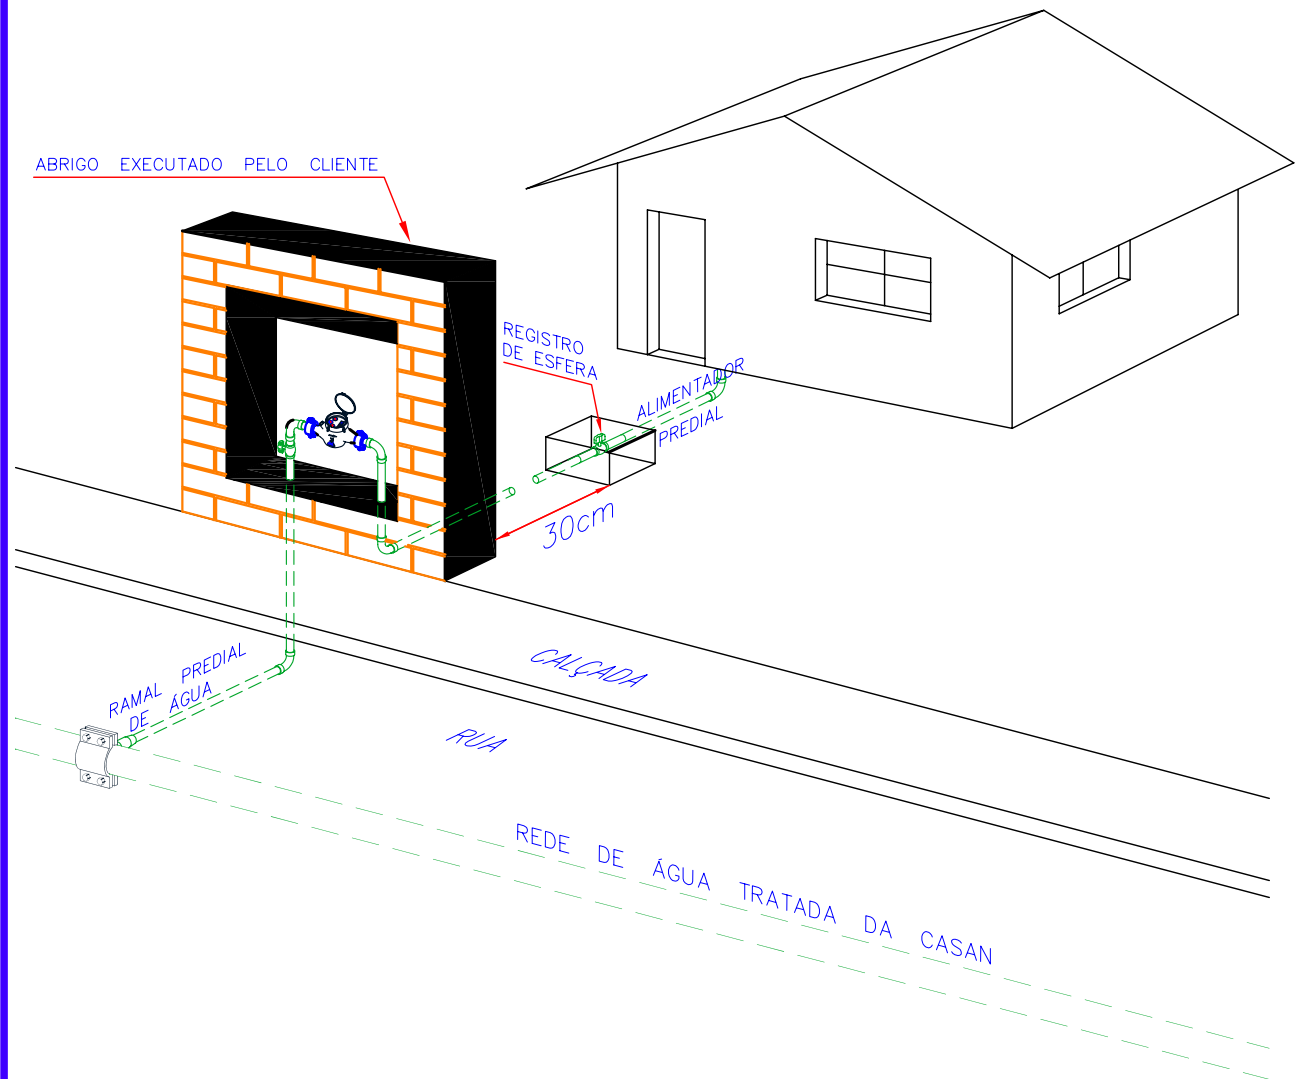 ABRIGO EXECUTADO PELO CLIENTE
REGISTRO
DE ESFERA
ALIMENTADOR
PREDIAL
30cm
CALÇADA
RAMAL PREDIAL
DE ÁGUA
RUA
REDE DE ÁGUA TRATADA DA CASAN